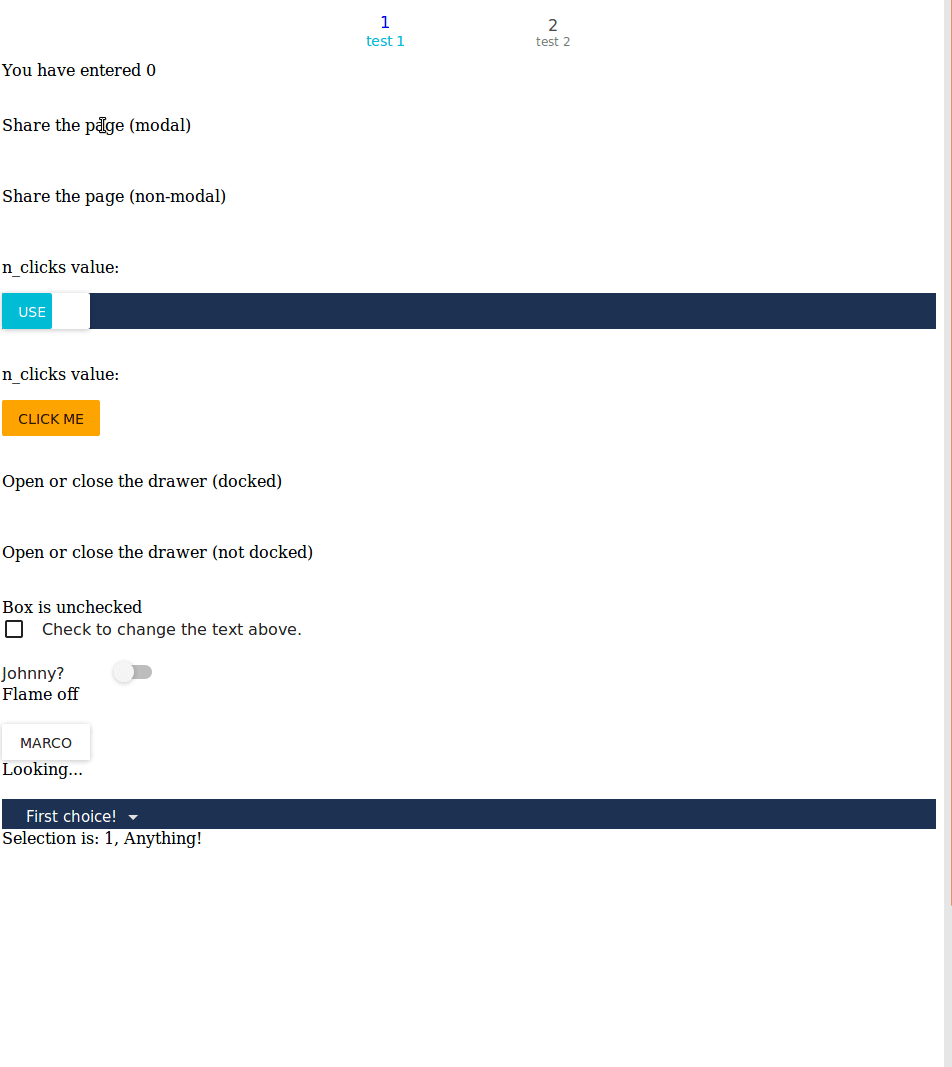 1 2
test 1 test 2
You have entered 0
Share the page (modal)
Share the page (non-modal)
n_clicks value:
USE
n_clicks value:
CLICK ME
Open or close the drawer (docked)
Open or close the drawer (not docked)
Box is unchecked
Check to change the text above.
Johnny?
Flame off
MARCO
Looking...
First choice!
Selection is: 1, Anything!